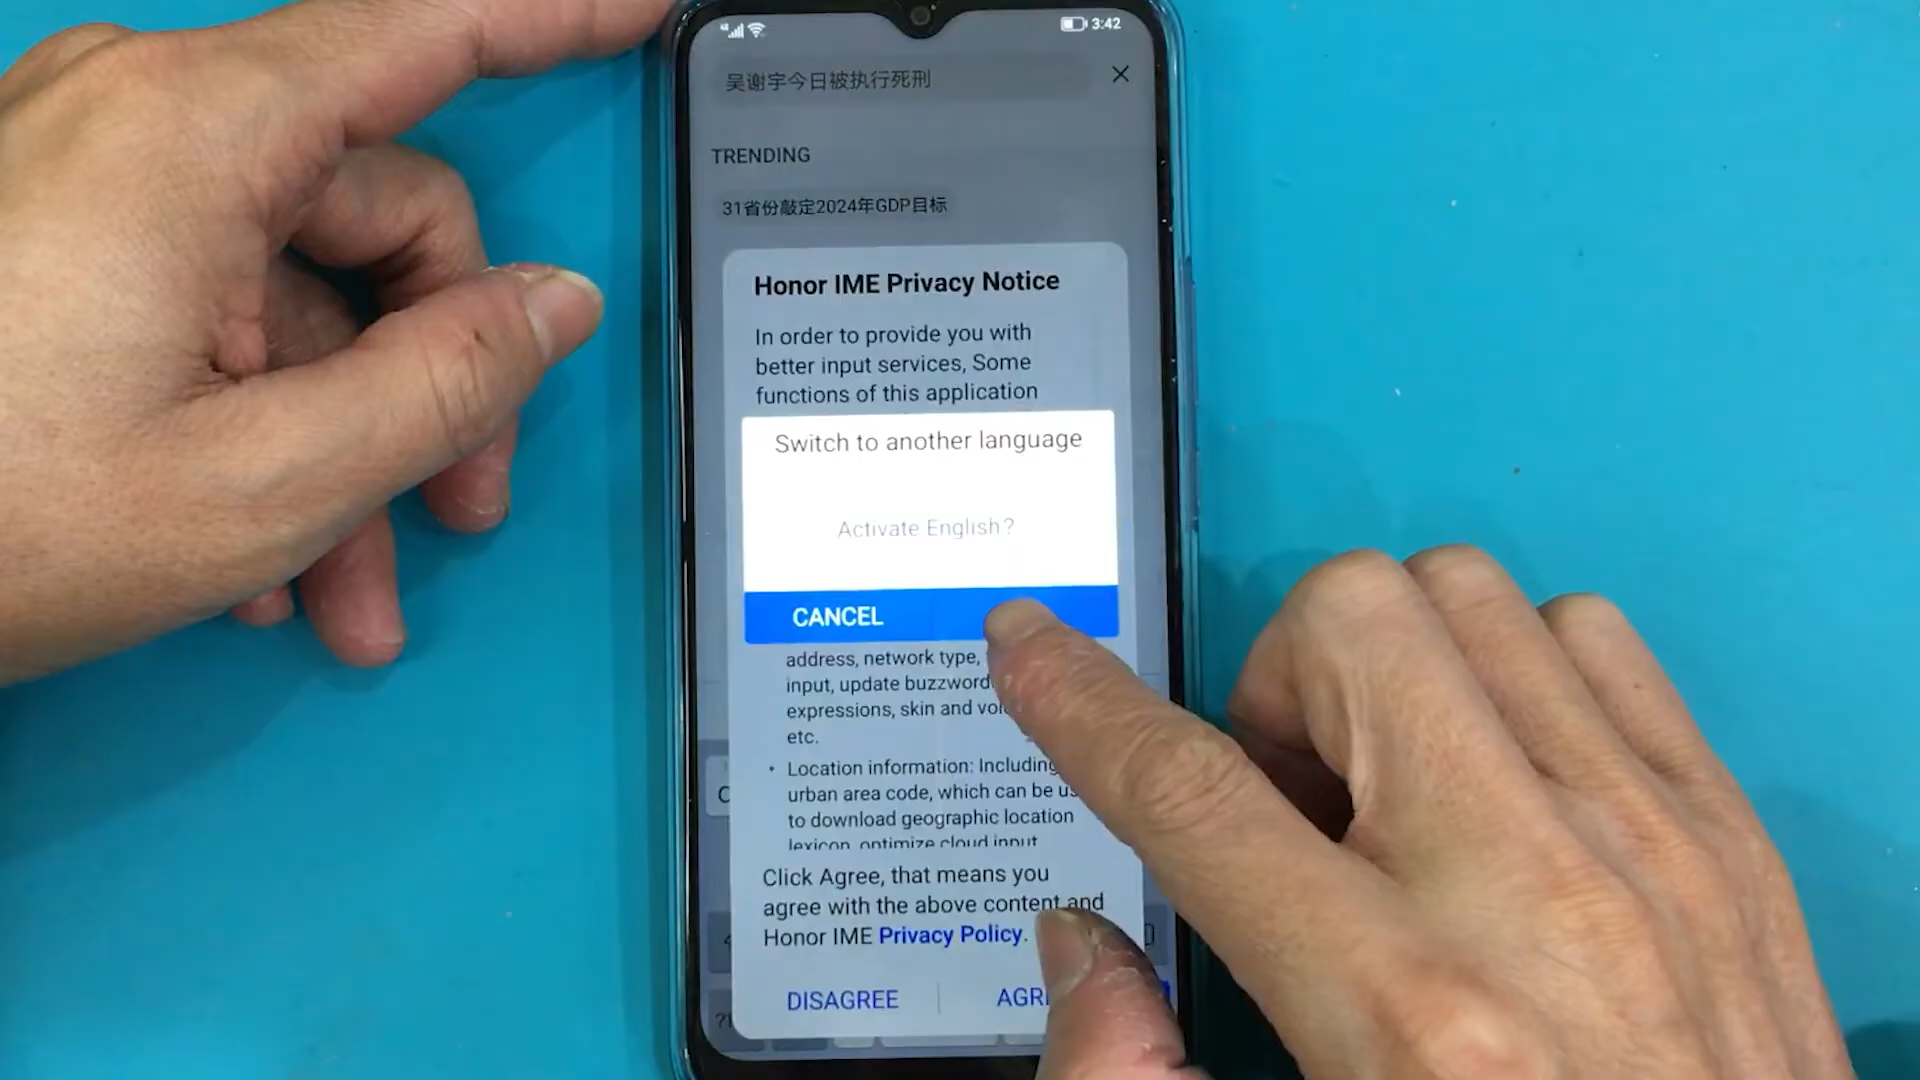 3:42
吴谢宇今日被执行死刑
TRENDING
31省份敲定2024年GDP目标
Honor IME Privacy Notice
In order to provide you with
better input services, Some
functions of this application
Switch to another language
Activate English?
CANCEL
address, network type,
input, update buzzword
expressions, skin and
etc.
• Location information: Including
urban area code, which can be
to download geographic location
lexicon, optimize cloud input
Click Agree, that means you
agree with the above content and
Honor IME Privacy Policy.
DISAGREE